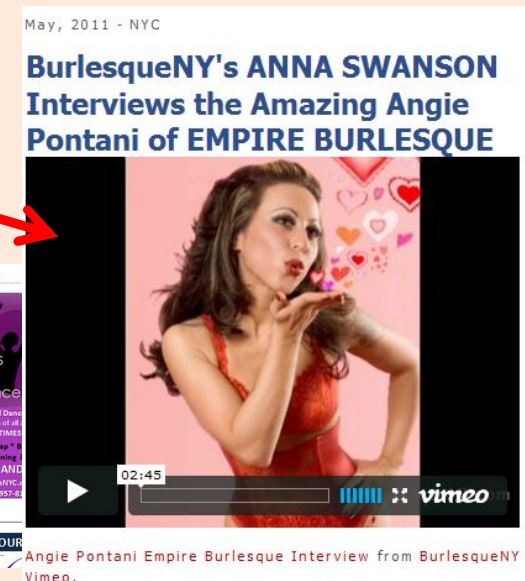 May, 2011 - NYC
BurlesqueNY's ANNA SWANSON
Interviews the Amazing Angie
Pontani of EMPIRE BURLESQUE
02:45
vimeo
Angie Pontani Empire Burlesque Interview from BurlesqueNY
Vimeo.